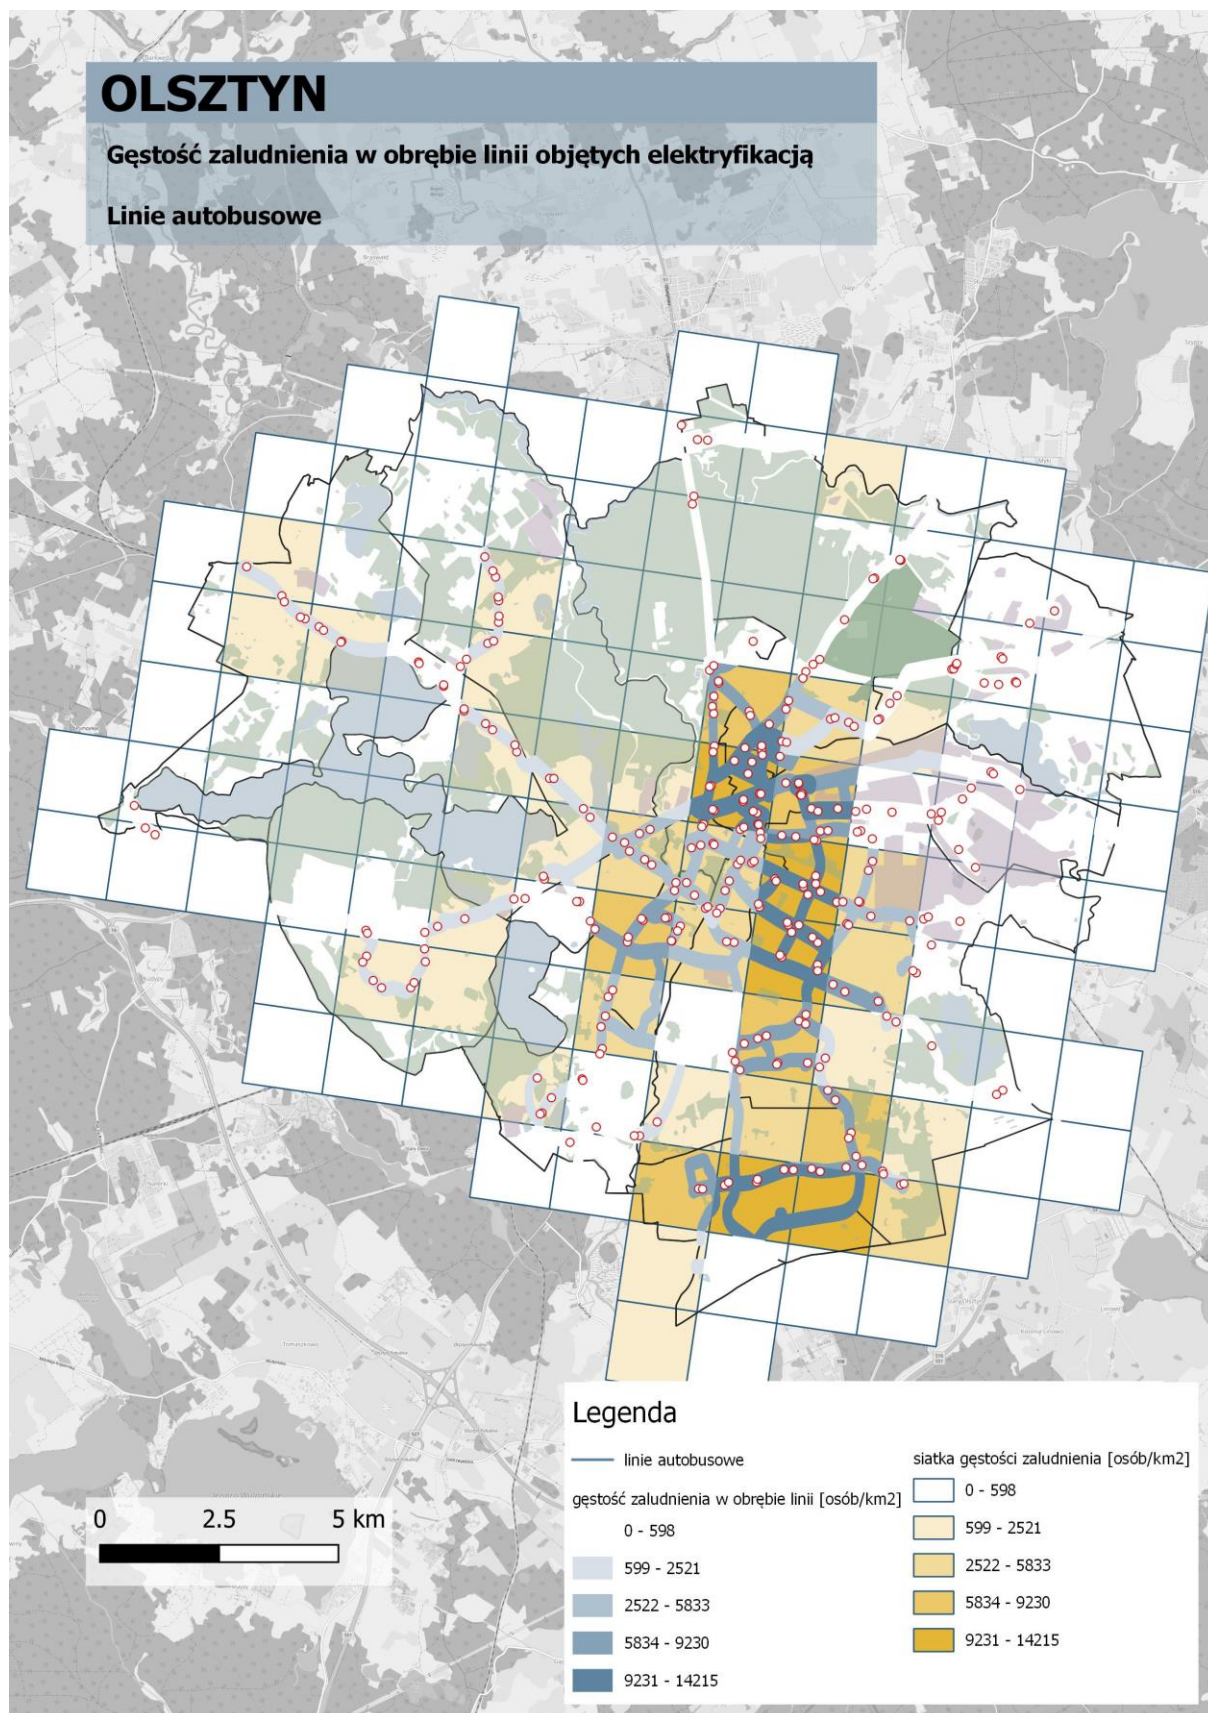 OLSZTYN
Gęstość zaludnienia w obrębie linii objętych elektryfikacją
Linie autobusowe
Legenda
linie autobusowe
gęstość zaludnienia w obrębie linii [osób/km2]
0 - 598
599 - 2521
2522 - 5833
5834 - 9230
9231 - 14215
siatka gęstości zaludnienia [osób/km2]
0 - 598
599 - 2521
2522 - 5833
5834 - 9230
9231 - 14215
0 2.5 5 km